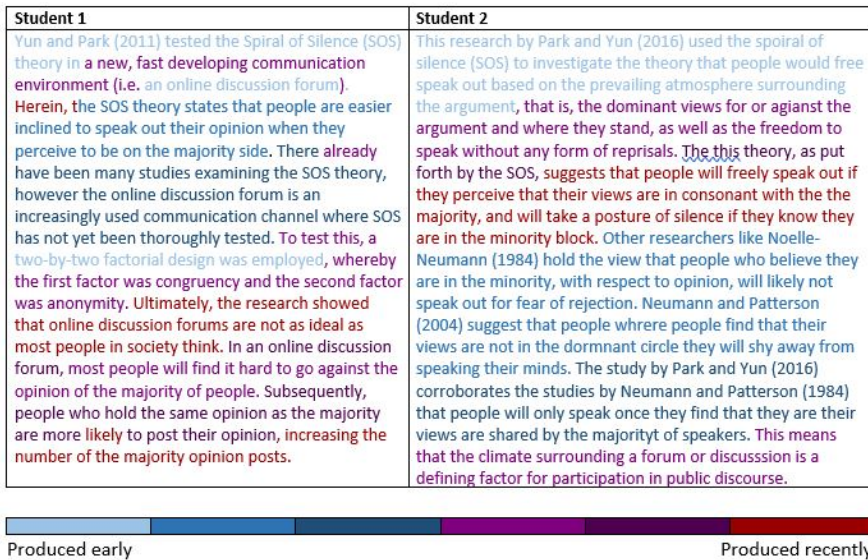 Student 1
Yun and Park (2011) tested the Spiral of Silence (SOS)
theory in a new, fast developing communication
environment (i.e. an online discussion forum).
Herein, the SOS theory states that people are easier
inclined to speak out their opinion when they
perceive to be on the majority side. There already
have been many studies examining the SOS theory,
however the online discussion forum is an
increasingly used communication channel where SOS
has not yet been thoroughly tested. To test this, a
two-by-two factorial design was employed, whereby
the first factor was congruency and the second factor
was anonymity. Ultimately, the research showed
that online discussion forums are not as ideal as
most people in society think. In an online discussion
forum, most people will find it hard to go against the
opinion of the majority of people. Subsequently,
people who hold the same opinion as the majority
are more likely to post their opinion, increasing the
number of the majority opinion posts.
Student 2
This research by Park and Yun (2016) used the spoiral of
silence (SOS) to investigate the theory that people would free
speak out based on the prevailing atmosphere surrounding
the argument, that is, the dominant views for or agianst the
argument and where they stand, as well as the freedom to
speak without any form of reprisals. The this theory, as put
forth by the SOS, suggests that people will freely speak out if
they perceive that their views are in consonant with the the
majority, and will take a posture of silence if they know they
are in the minority block. Other researchers like Noelle-
Neumann (1984) hold the view that people who believe they
are in the minority, with respect to opinion, will likely not
speak out for fear of rejection. Neumann and Patterson
(2004) suggest that people whrere people find that their
views are not in the dormnant circle they will shy away from
speaking their minds. The study by Park and Yun (2016)
corroborates the studies by Neumann and Patterson (1984)
that people will only speak once they find that they are their
views are shared by the majorityt of speakers. This means
that the climate surrounding a forum or discusssion is a
defining factor for participation in public discourse.
Produced early
Produced recently